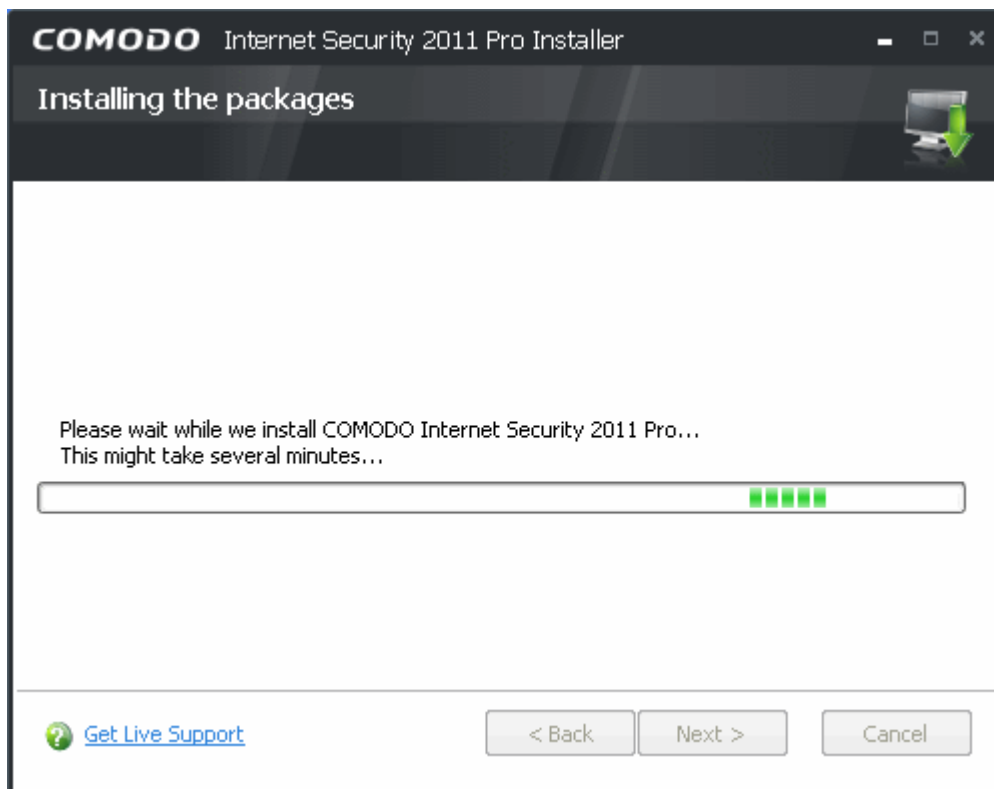 COMODO Internet Security 2011 Pro Installer
Installing the packages
Please wait while we install COMODO Internet Security 2011 Pro...
This might take several minutes...
Get Live Support
< Back
Next >
Cancel